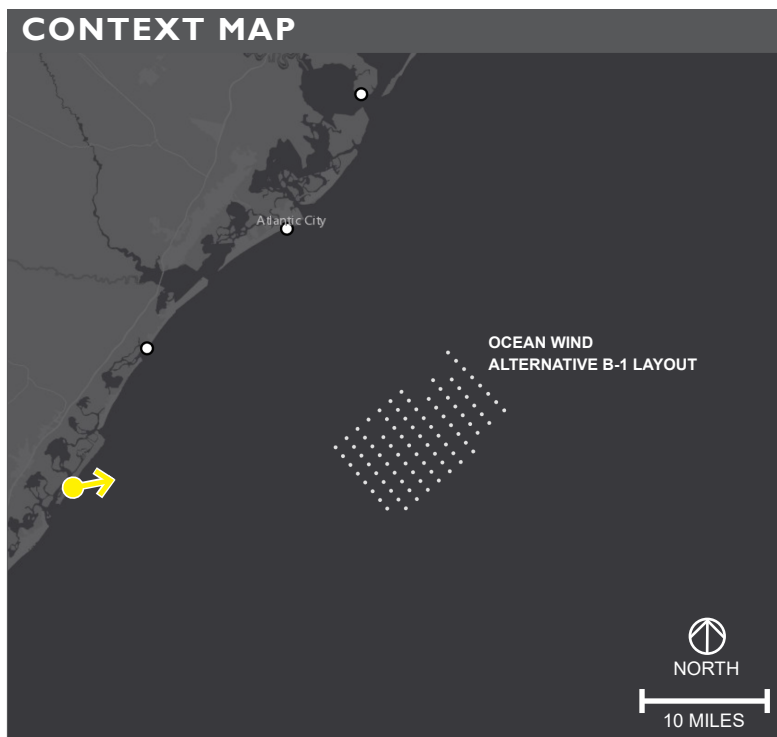 CONTEXT MAP
Atlantic City
OCEAN WIND
ALTERNATIVE B-1 LAYOUT
NORTH
10 MILES